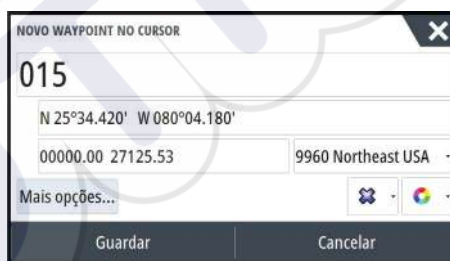 NOVO WAYPOINT NO CURSOR
015
N 25°34.420' W 080°04.180'
00000.00 27125.53 9960 Northeast USA
Mais opções...
Guardar Cancelar